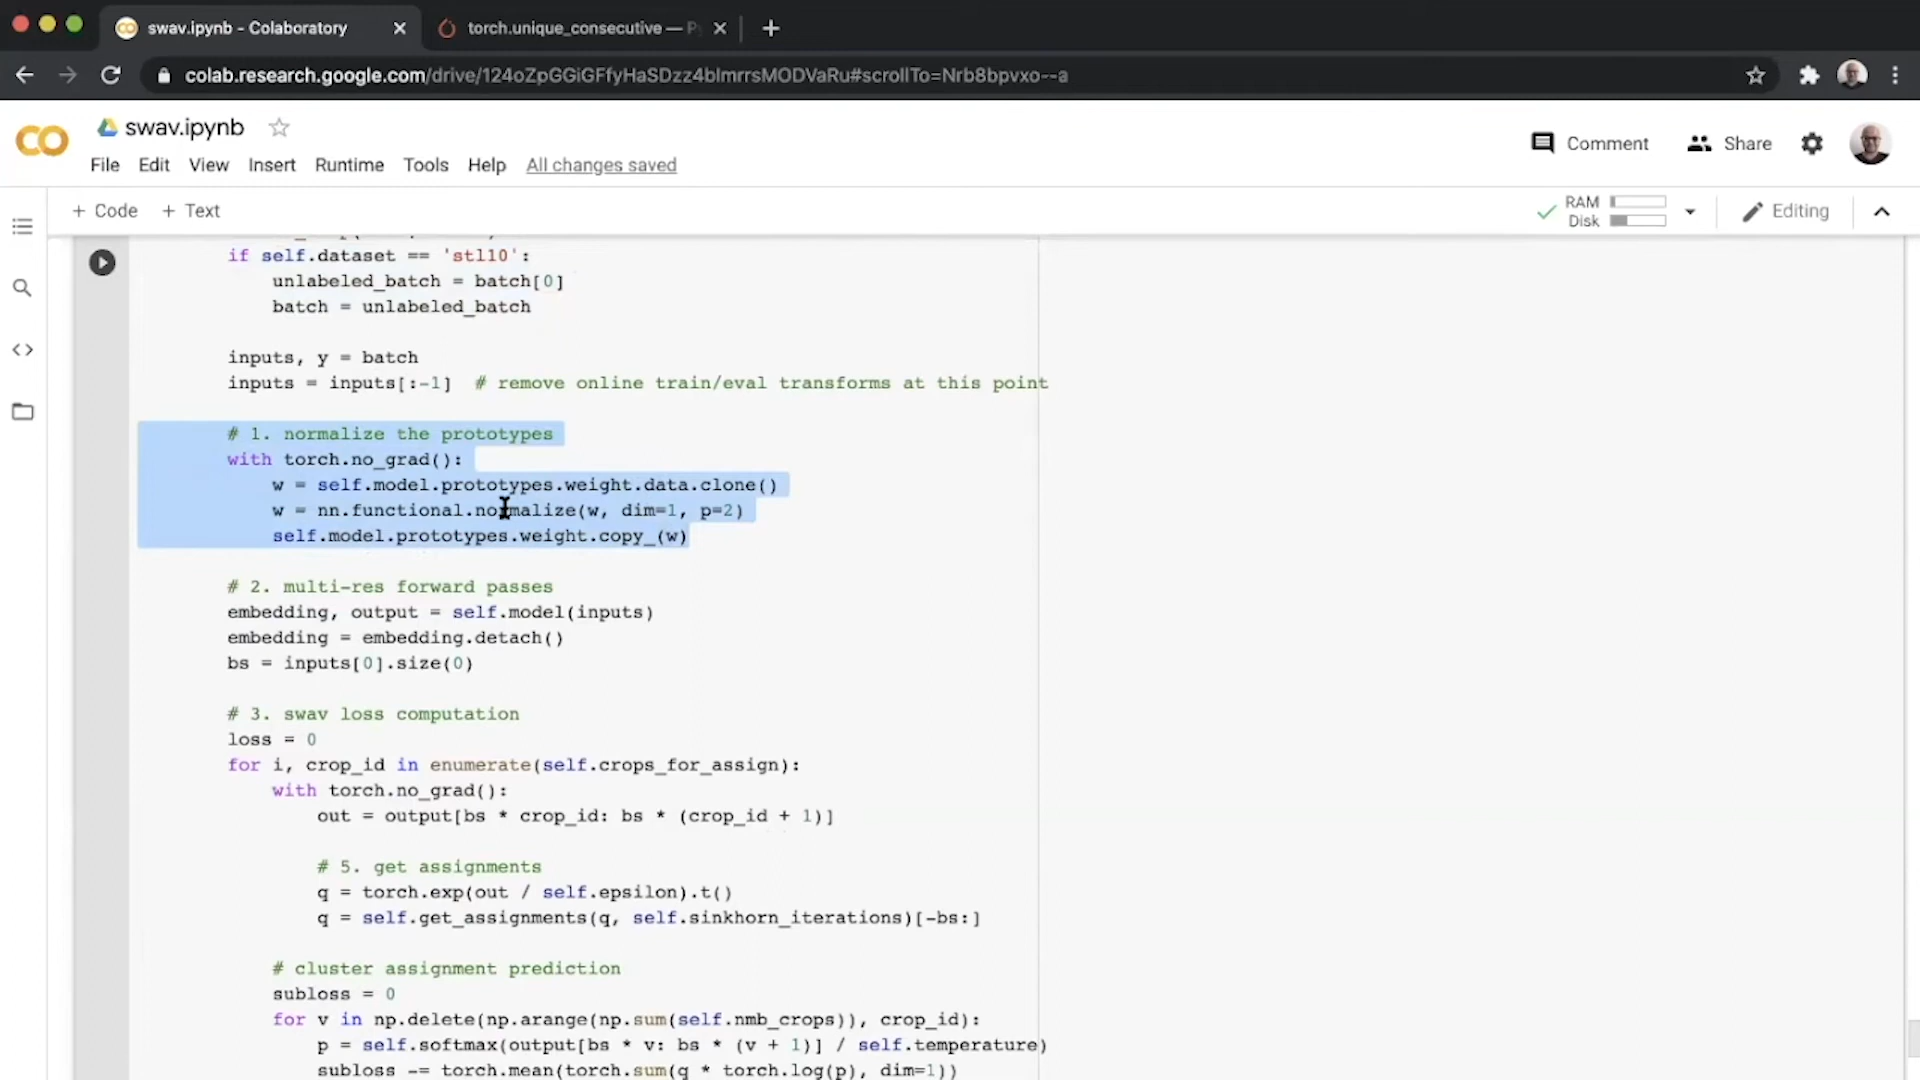 swav.ipynb - Colaboratory
torch.unique_consecutive — P
colab.research.google.com/drive/124oZpGGiGFfyHaSDzz4blmrrsMODVaRu#scrollTo=Nrb8bpvxo--a
swav.ipynb
File Edit View Insert Runtime Tools Help All changes saved
Comment Share
+ Code + Text
RAM
Disk
Editing
if self.dataset == 'stl10':
unlabeled_batch = batch[0]
batch = unlabeled_batch
inputs, y = batch
inputs = inputs[:-1]  # remove online train/eval transforms at this point
# 1. normalize the prototypes
with torch.no_grad():
w = self.model.prototypes.weight.data.clone()
w = nn.functional.normalize(w, dim=1, p=2)
self.model.prototypes.weight.copy_(w)
# 2. multi-res forward passes
embedding, output = self.model(inputs)
embedding = embedding.detach()
bs = inputs[0].size(0)
# 3. swav loss computation
loss = 0
for i, crop_id in enumerate(self.crops_for_assign):
with torch.no_grad():
out = output[bs * crop_id: bs * (crop_id + 1)]
# 5. get assignments
q = torch.exp(out / self.epsilon).t()
q = self.get_assignments(q, self.sinkhorn_iterations)[-bs:]
# cluster assignment prediction
subloss = 0
for v in np.delete(np.arange(np.sum(self.nmb_crops)), crop_id):
p = self.softmax(output[bs * v: bs * (v + 1)] / self.temperature)
subloss -= torch.mean(torch.sum(q * torch.log(p), dim=1))